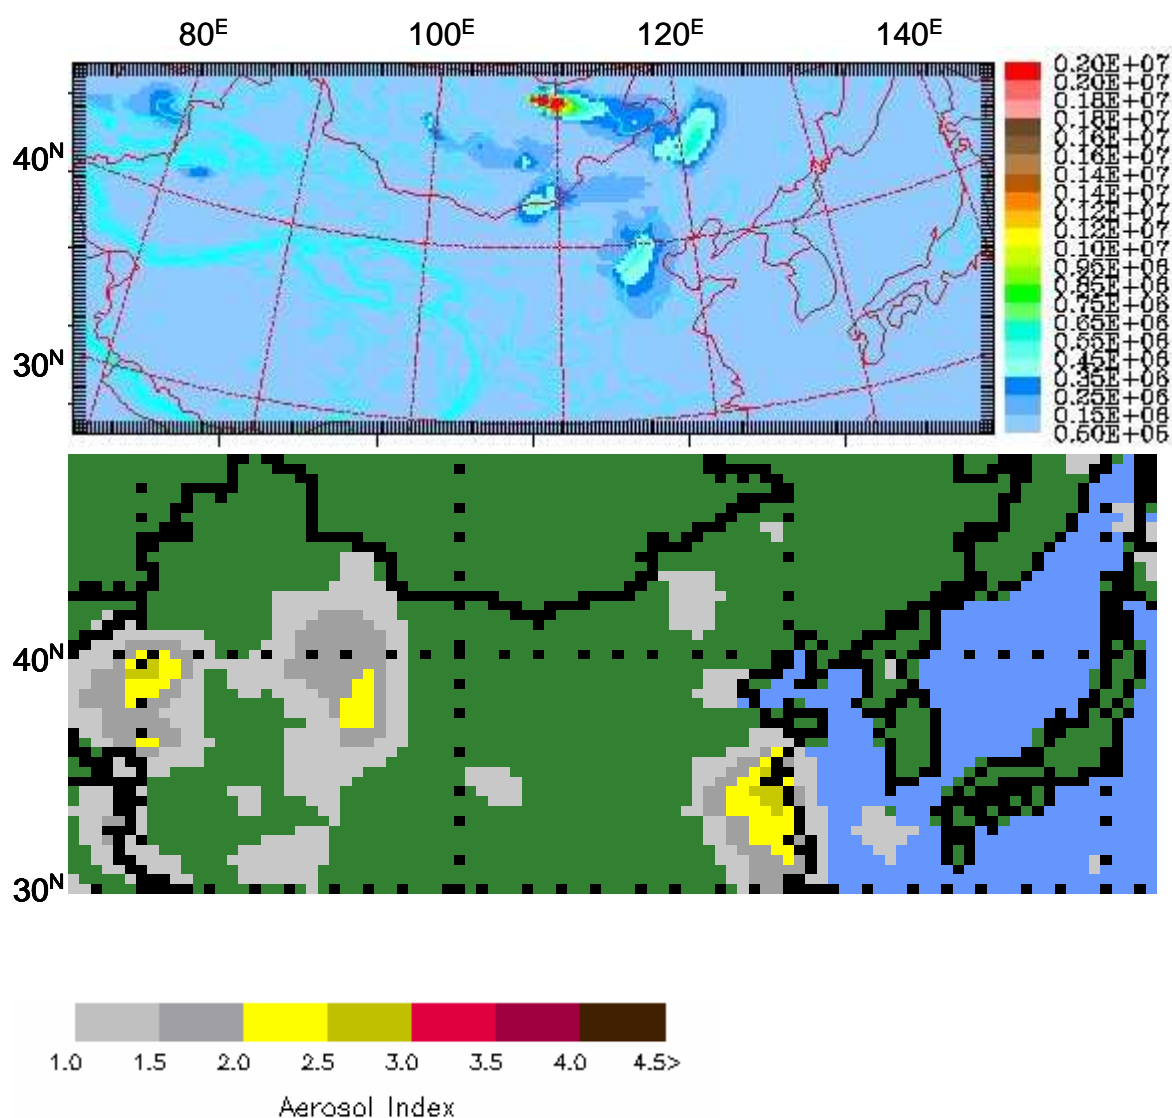 80E 100E 120E 140E
0.20E+07
0.20E+07
0.18E+07
0.18E+07
0.16E+07
0.16E+07
0.14E+07
0.14E+07
0.12E+07
0.12E+07
0.10E+07
0.95E+06
0.85E+06
0.75E+06
0.65E+06
0.55E+06
0.45E+06
0.35E+06
0.25E+06
0.15E+06
0.50E+05
40N
30N
40N
30N
1.0 1.5 2.0 2.5 3.0 3.5 4.0 4.5>
Aerosol Index